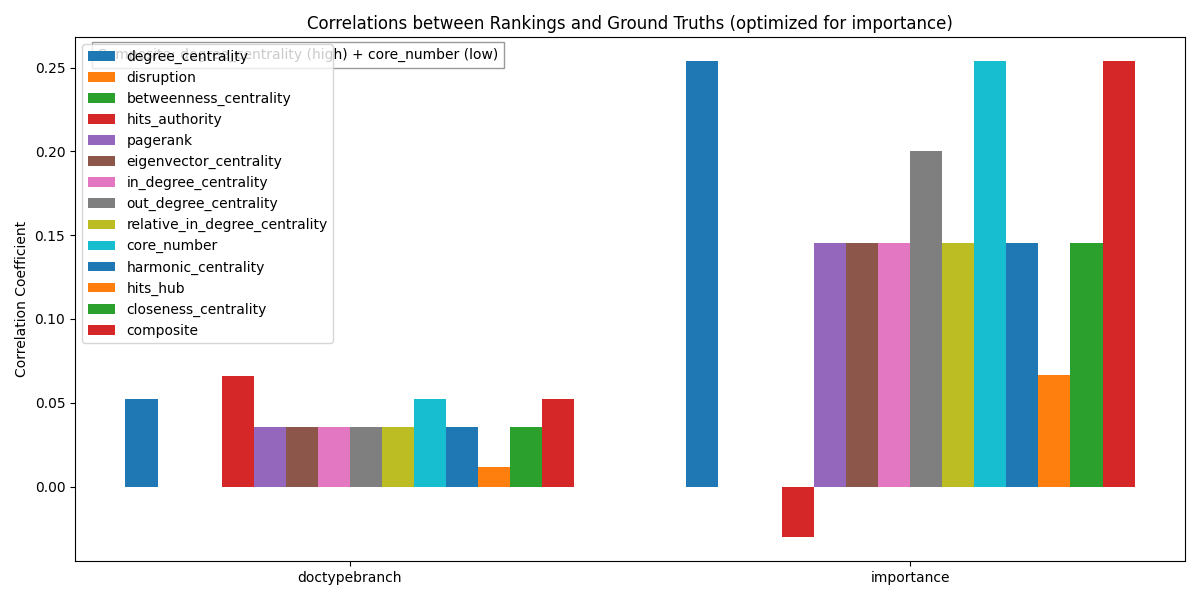 Correlations between Rankings and Ground Truths (optimized for importance)
Composite: degree_centrality (high) + core_number (low)
degree_centrality
disruption
betweenness_centrality
hits_authority
pagerank
eigenvector_centrality
in_degree_centrality
out_degree_centrality
relative_in_degree_centrality
core_number
harmonic_centrality
hits_hub
closeness_centrality
composite
Correlation Coefficient
0.25
0.20
0.15
0.10
0.05
0.00
doctypebranch
importance